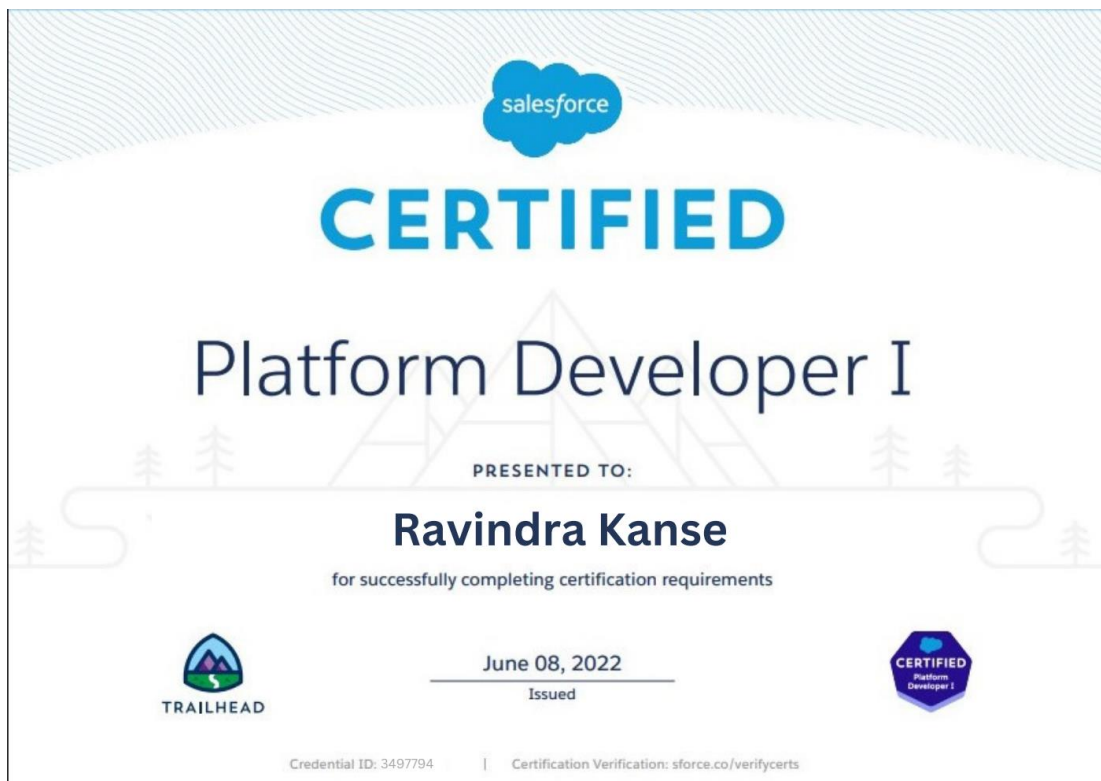 salesforce
CERTIFIED
Platform Developer I
PRESENTED TO:
Ravindra Kanse
for successfully completing certification requirements
June 08, 2022
Issued
TRAILHEAD
CERTIFIED
Platform
Developer I
Credential ID: 3497794 | Certification Verification: sforce.co/verifycerts